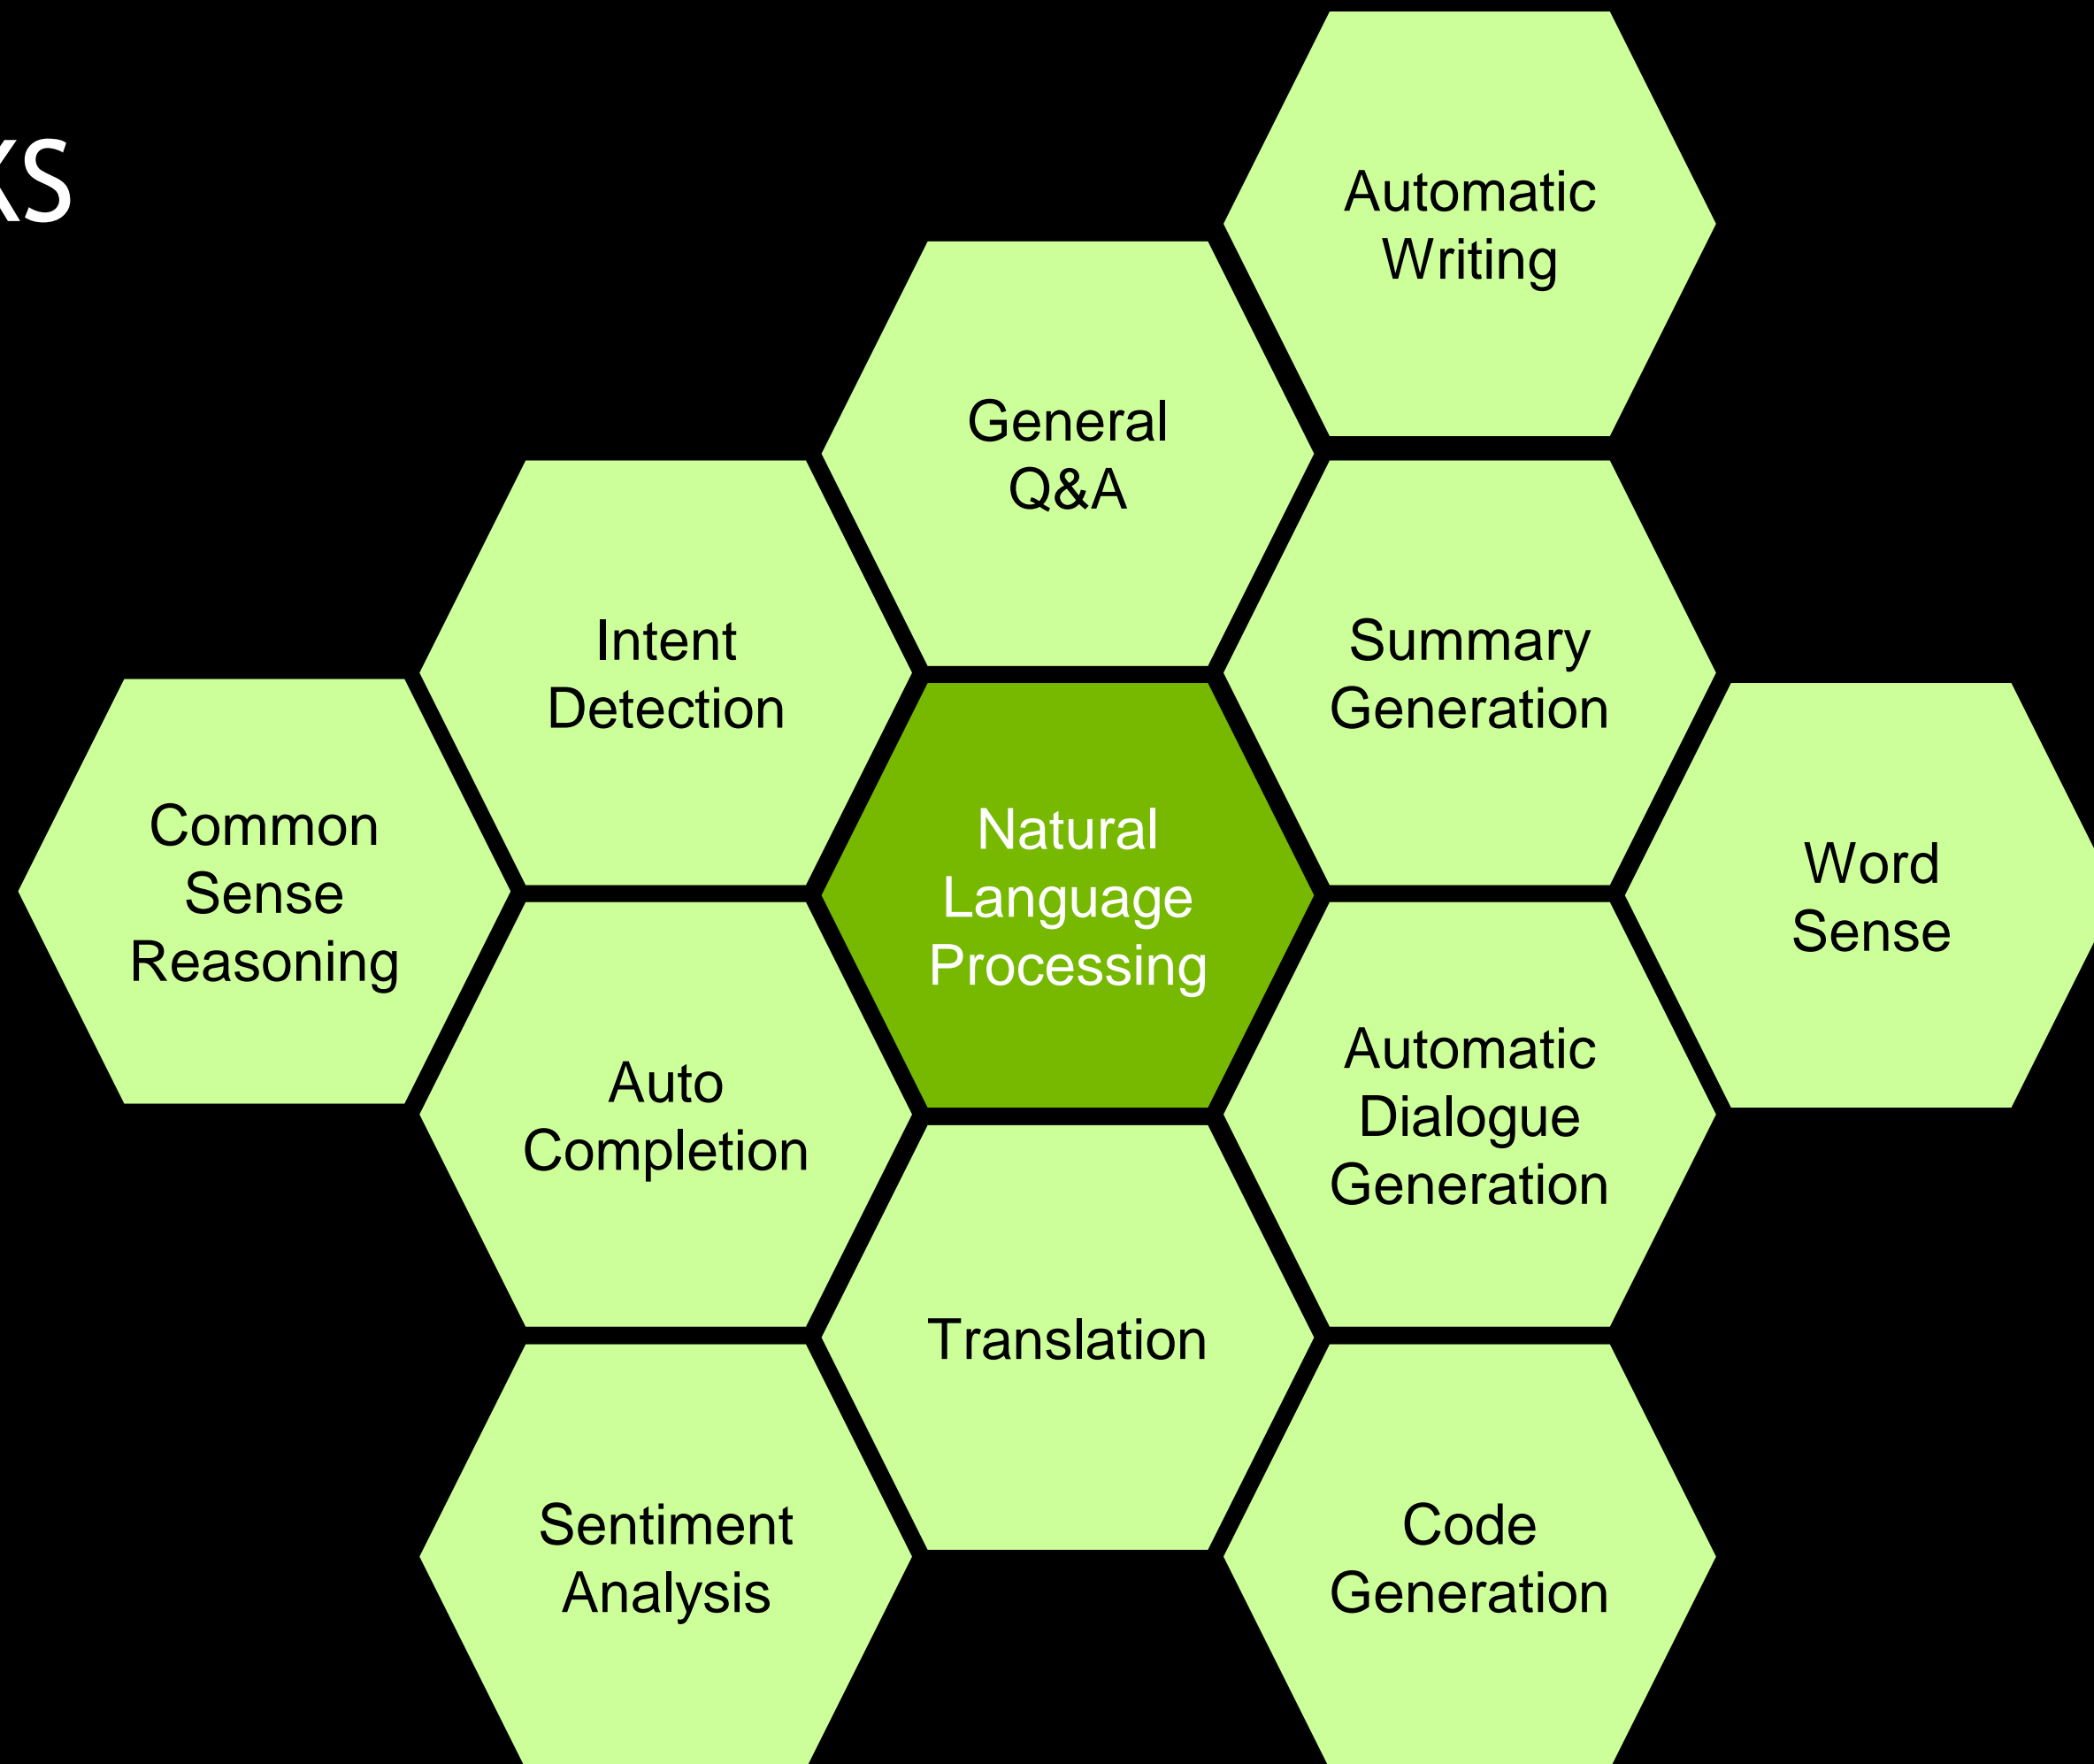 KS
Automatic
Writing
General
Q&A
Intent
Detection
Summary
Generation
Common
Sense
Reasoning
Natural
Language
Processing
Word
Sense
Auto
Completion
Automatic
Dialogue
Generation
Translation
Sentiment
Analysis
Code
Generation